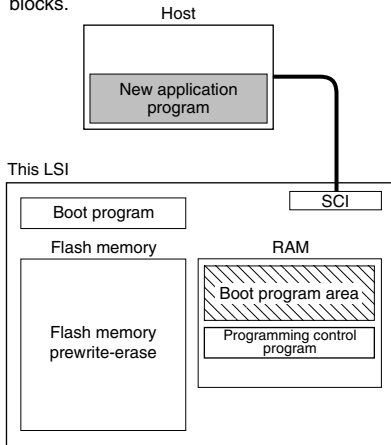 blocks.
Host
New application
program
This LSI
SCI
Boot program
Flash memory
RAM
Boot program area
Flash memory
prewrite-erase
Programming control
program